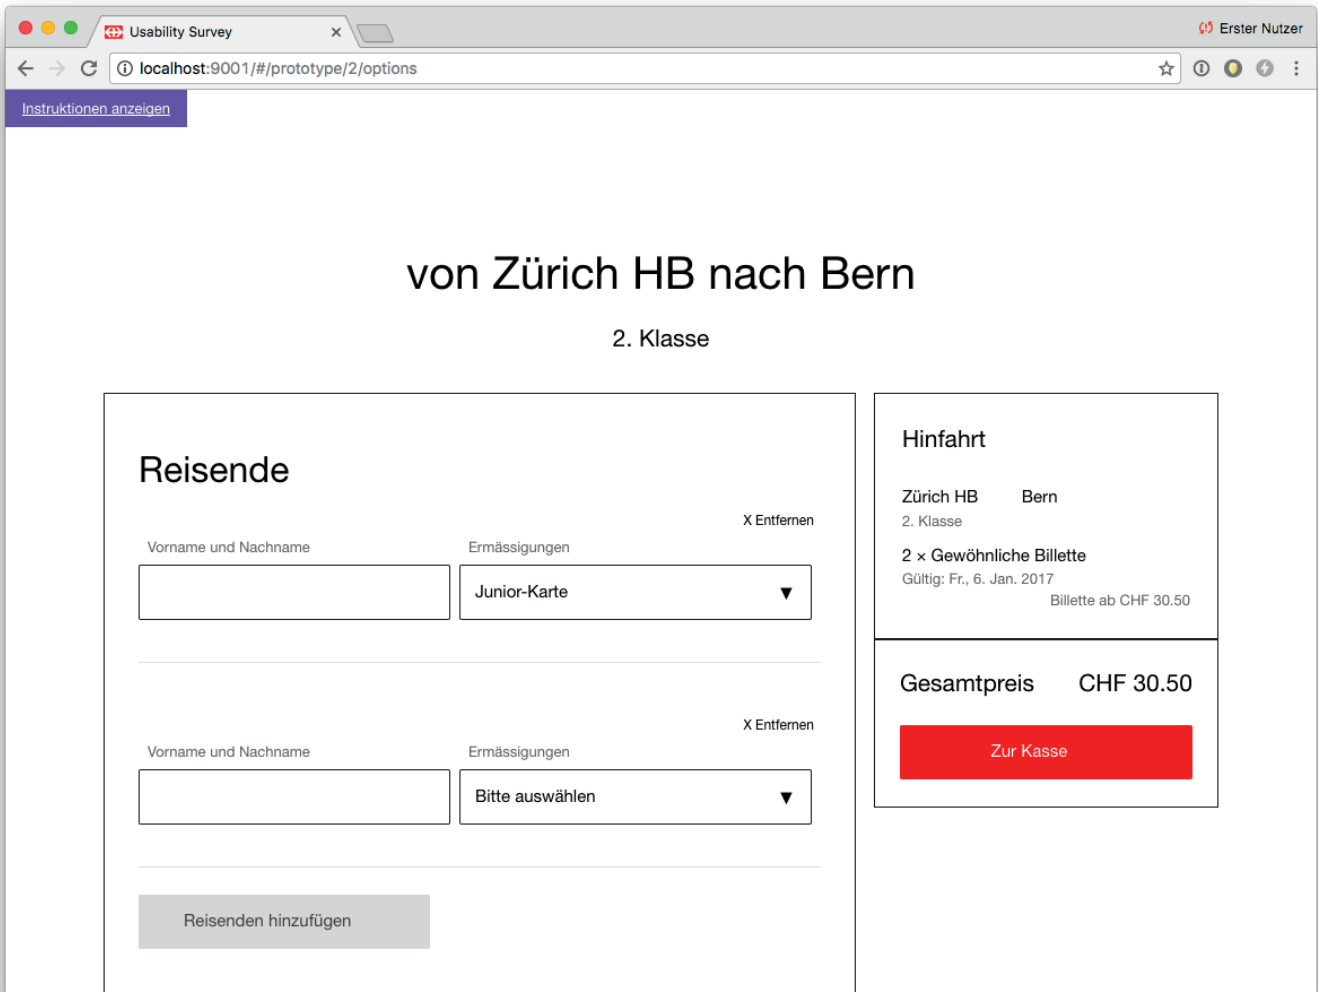 Usability Survey
Erster Nutzer
localhost:9001/#/prototype/2/options
Instruktionen anzeigen
von Zürich HB nach Bern
2. Klasse
Reisende
X Entfernen
Vorname und Nachname
Ermässigungen
Junior-Karte
X Entfernen
Vorname und Nachname
Ermässigungen
Bitte auswählen
Reisenden hinzufügen
Hinfahrt
Zürich HB Bern
2. Klasse
2 × Gewöhnliche Billette
Gültig: Fr., 6. Jan. 2017
Billette ab CHF 30.50
Gesamtpreis CHF 30.50
Zur Kasse